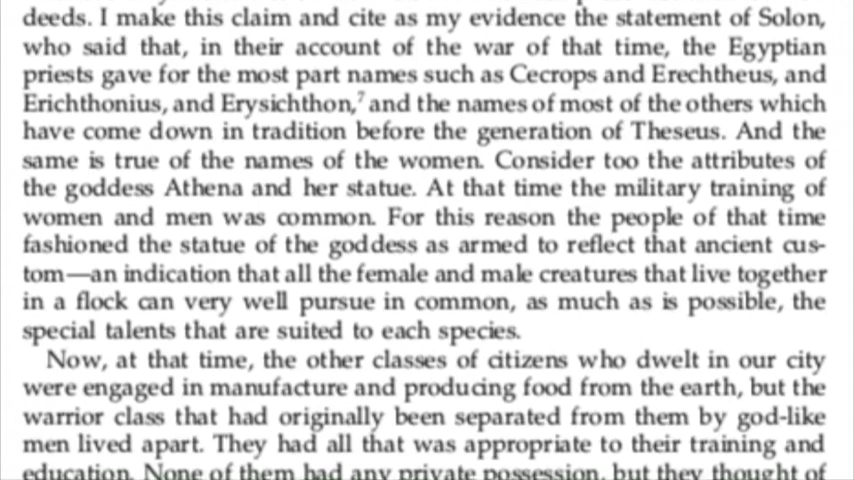 deeds. I make this claim and cite as my evidence the statement of Solon,
who said that, in their account of the war of that time, the Egyptian
priests gave for the most part names such as Cecrops and Erechtheus, and
Erichthonius, and Erysichthon,7 and the names of most of the others which
have come down in tradition before the generation of Theseus. And the
same is true of the names of the women. Consider too the attributes of
the goddess Athena and her statue. At that time the military training of
women and men was common. For this reason the people of that time
fashioned the statue of the goddess as armed to reflect that ancient cus-
tom—an indication that all the female and male creatures that live together
in a flock can very well pursue in common, as much as is possible, the
special talents that are suited to each species.
Now, at that time, the other classes of citizens who dwelt in our city
were engaged in manufacture and producing food from the earth, but the
warrior class that had originally been separated from them by god-like
men lived apart. They had all that was appropriate to their training and
education. None of them had any private possession, but they thought of